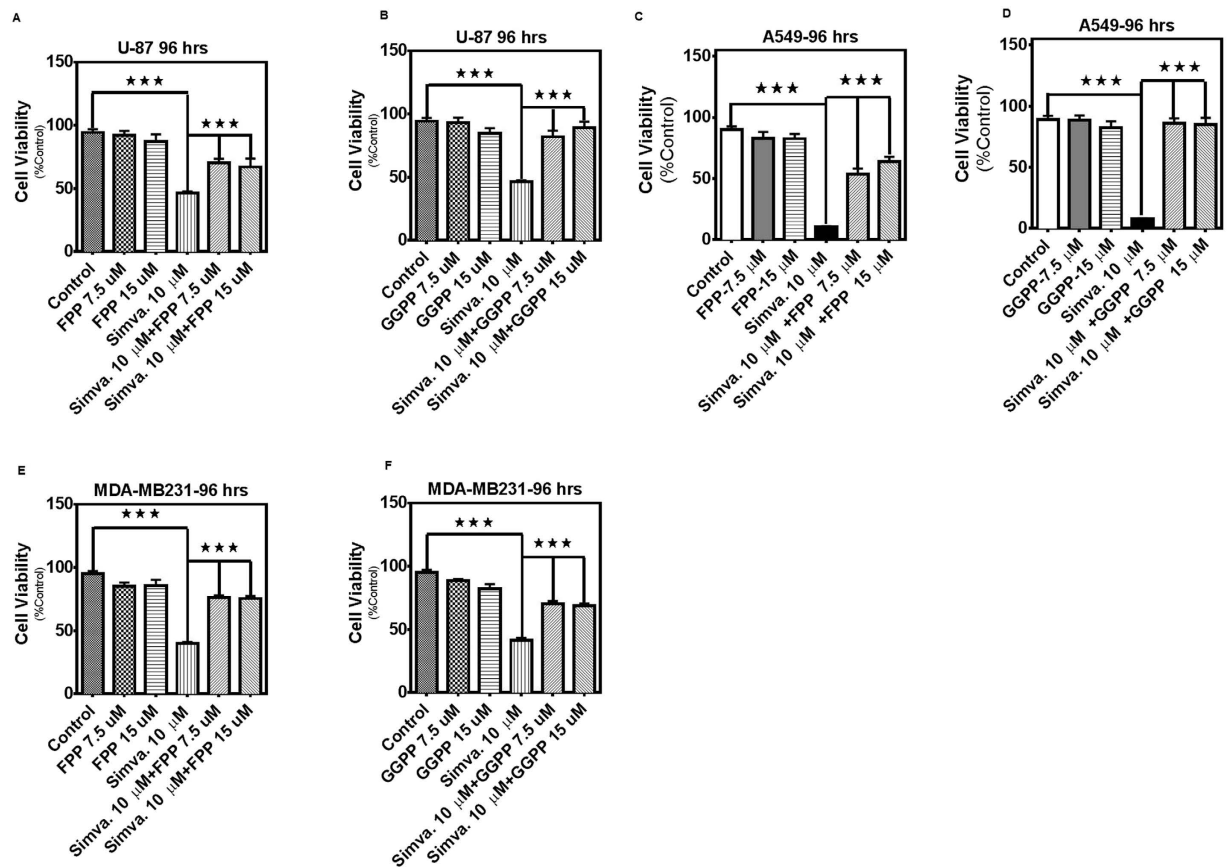 A
U-87 96 hrs
Cell Viability
(%Control)
150
100
50
0
★★★
★★★
Control
FPP 7.5 uM
FPP 15 uM
Simva. 10 μM
Simva. 10 μM+FPP 7.5 uM
Simva. 10 μM+FPP 15 uM
B
U-87 96 hrs
Cell Viability
(%Control)
150
100
50
0
★★★
★★★
Control
GGPP 7.5 uM
GGPP 15 uM
Simva. 10 μM
Simva. 10 μM+GGPP 7.5 uM
Simva. 10 μM+GGPP 15 uM
C
A549-96 hrs
Cell Viability
(%Control)
150
100
50
0
★★★
★★★
Control
FPP-7.5 μM
FPP-15 μM
Simva. 10 μM
Simva. 10 μM +FPP 7.5 μM
Simva. 10 μM +FPP 15 μM
D
A549-96 hrs
Cell Viability
(%Control)
150
100
50
0
★★★
★★★
Control
GGPP-7.5 μM
GGPP-15 μM
Simva. 10 μM
Simva. 10 μM +GGPP 7.5 μM
Simva. 10 μM +GGPP 15 μM
E
MDA-MB231-96 hrs
Cell Viability
(%Control)
150
100
50
0
★★★
★★★
Control
FPP 7.5 uM
FPP 15 uM
Simva. 10 μM
Simva. 10 μM+FPP 7.5 uM
Simva. 10 μM+FPP 15 uM
F
MDA-MB231-96 hrs
Cell Viability
(%Control)
150
100
50
0
★★★
★★★
Control
GGPP 7.5 uM
GGPP 15 uM
Simva. 10 μM
Simva. 10 μM+GGPP 7.5 uM
Simva. 10 μM+GGPP 15 uM